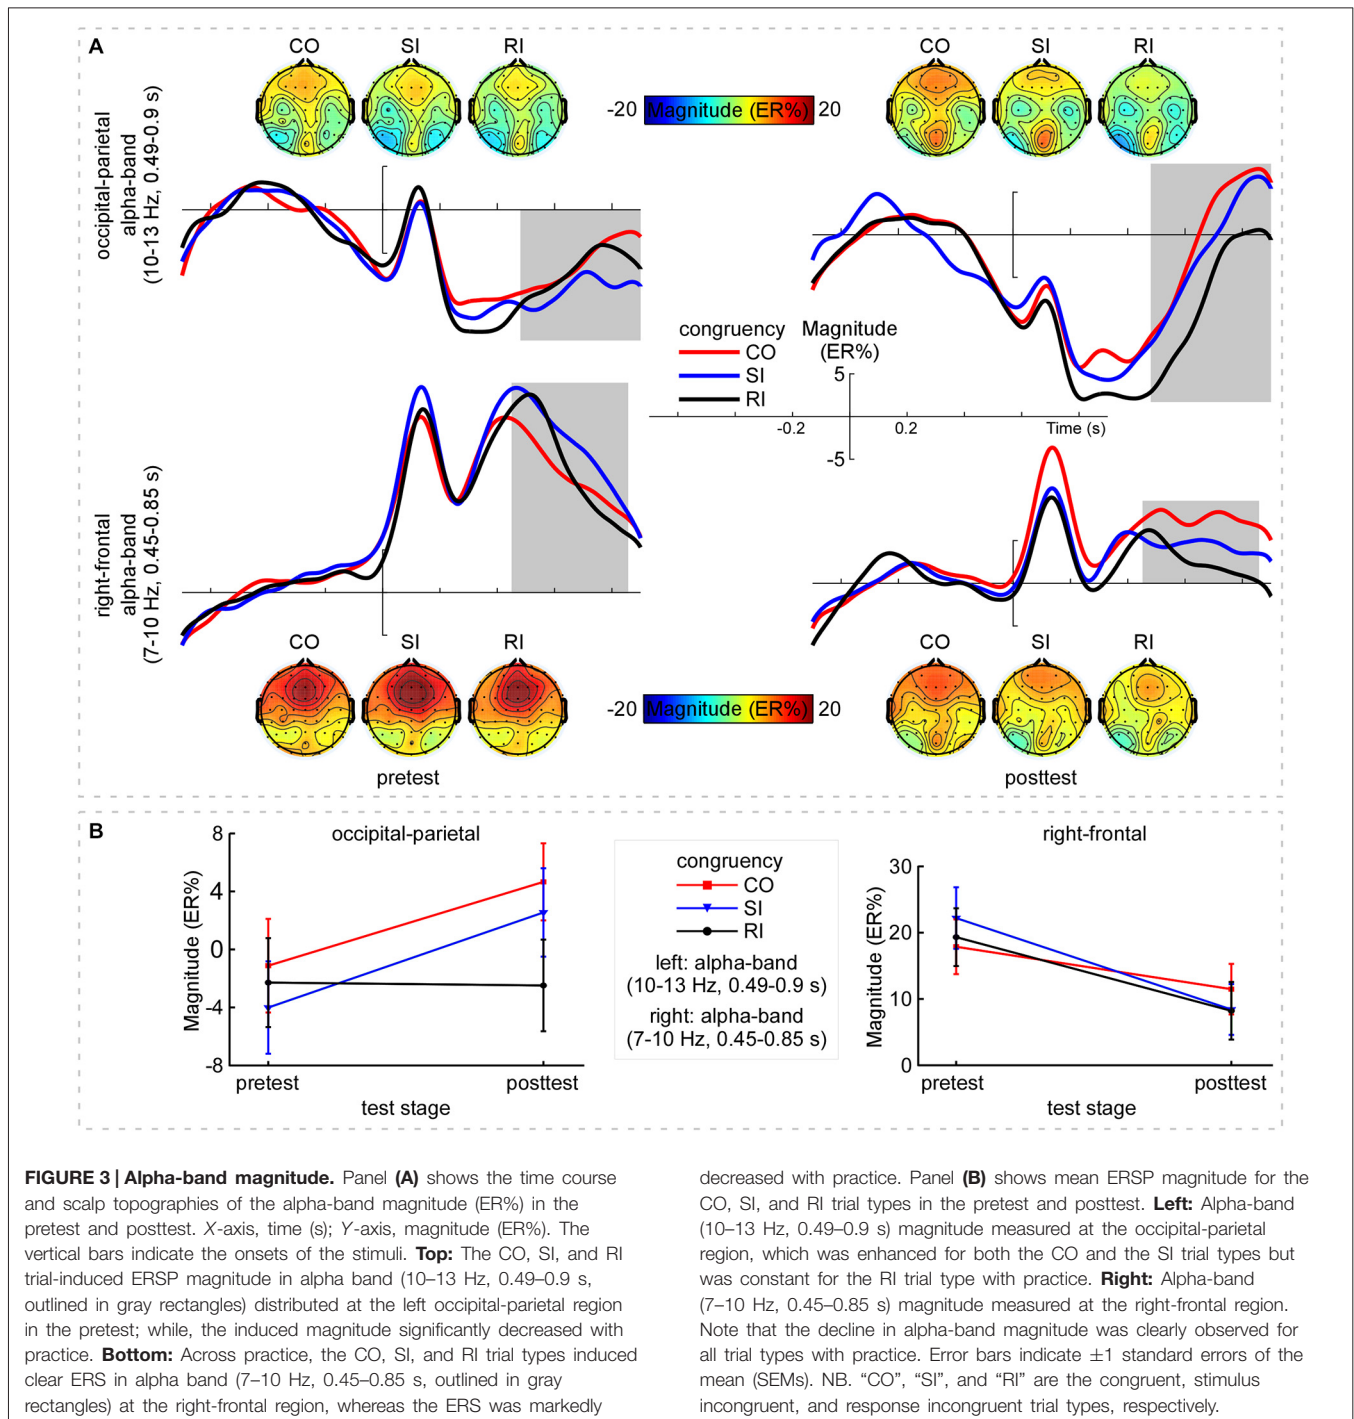 A
CO SI RI
CO SI RI
-20 Magnitude (ER%) 20
occipital-parietal
alpha-band
(10-13 Hz, 0.49-0.9 s)
congruency
CO
SI
RI
Magnitude
(ER%)
5
-0.2 0.2 Time (s)
-5
right-frontal
alpha-band
(7-10 Hz, 0.45-0.85 s)
CO SI RI
CO SI RI
-20 Magnitude (ER%) 20
pretest
posttest
B
occipital-parietal
Magnitude (ER%)
8
4
0
-4
-8
pretest posttest
test stage
congruency
CO
SI
RI
left: alpha-band
(10-13 Hz, 0.49-0.9 s)
right: alpha-band
(7-10 Hz, 0.45-0.85 s)
right-frontal
Magnitude (ER%)
30
20
10
0
pretest posttest
test stage
FIGURE 3 | Alpha-band magnitude. Panel (A) shows the time course
and scalp topographies of the alpha-band magnitude (ER%) in the
pretest and posttest. X-axis, time (s); Y-axis, magnitude (ER%). The
vertical bars indicate the onsets of the stimuli. Top: The CO, SI, and RI
trial-induced ERSP magnitude in alpha band (10–13 Hz, 0.49–0.9 s,
outlined in gray rectangles) distributed at the left occipital-parietal region
in the pretest; while, the induced magnitude significantly decreased with
practice. Bottom: Across practice, the CO, SI, and RI trial types induced
clear ERS in alpha band (7–10 Hz, 0.45–0.85 s, outlined in gray
rectangles) at the right-frontal region, whereas the ERS was markedly
decreased with practice. Panel (B) shows mean ERSP magnitude for the
CO, SI, and RI trial types in the pretest and posttest. Left: Alpha-band
(10–13 Hz, 0.49–0.9 s) magnitude measured at the occipital-parietal
region, which was enhanced for both the CO and the SI trial types but
was constant for the RI trial type with practice. Right: Alpha-band
(7–10 Hz, 0.45–0.85 s) magnitude measured at the right-frontal region.
Note that the decline in alpha-band magnitude was clearly observed for
all trial types with practice. Error bars indicate ±1 standard errors of the
mean (SEMs). NB. “CO”, “SI”, and “RI” are the congruent, stimulus
incongruent, and response incongruent trial types, respectively.